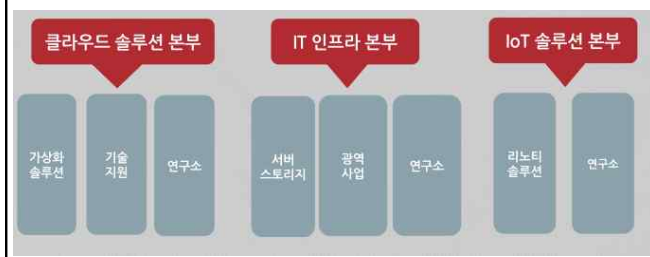 클라우드 솔루션 본부
IT 인프라 본부
IoT 솔루션 본부
가상화
솔루션
기술
지원
연구소
서버
스토리지
광역
사업
연구소
리노티
솔루션
연구소